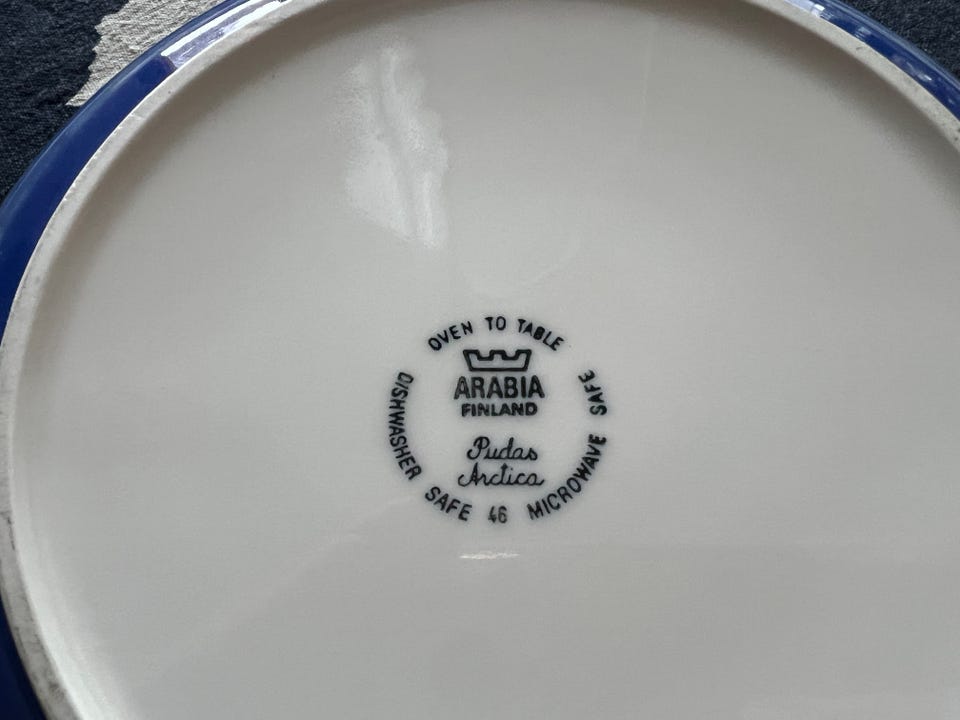 OVEN TO TABLE
ARABIA
FINLAND
Pudas
Arctica
DISHWASHER SAFE 46 MICROWAVE SAFE